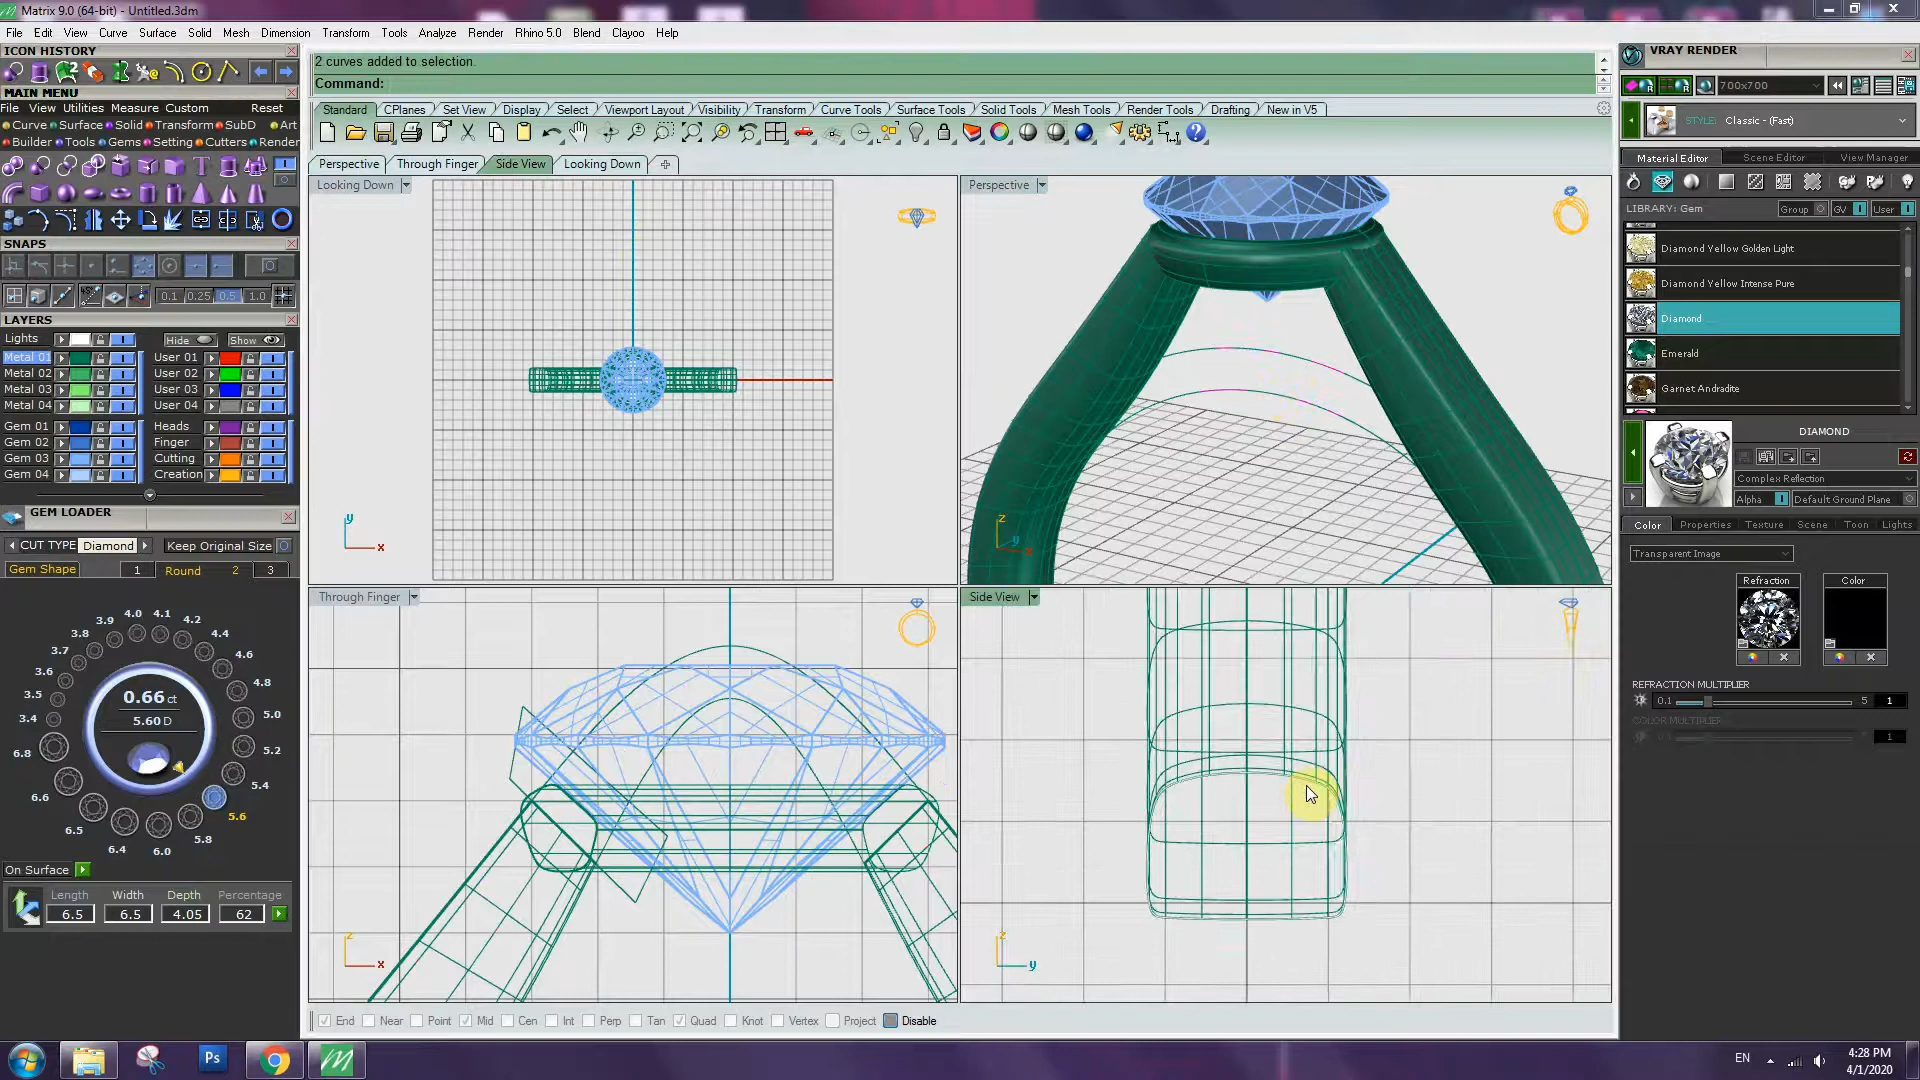 Matrix 9.0 (64-bit) - Untitled.3dm
File Edit View Curve Surface Solid Mesh Dimension Transform Tools Analyze Render Rhino 5.0 Blend Clayoo Help
ICON HISTORY
MAIN MENU
File View Utilities Measure Custom Reset
Curve Surface Solid Transform SubD Art
Builder Tools Gems Setting Cutters Render
SNAPS
0.1 0.25 0.5 1.0
LAYERS
Lights Hide Show
Metal 01 User 01
Metal 02 User 02
Metal 03 User 03
Metal 04 User 04
Gem 01 Heads
Gem 02 Finger
Gem 03 Cutting
Gem 04 Creation
GEM LOADER
CUT TYPE Diamond Keep Original Size
Gem Shape 1 Round 2 3
4.0 4.1
3.9 4.2
3.8 4.4
3.7
3.6 4.8
3.5 5.0
3.4 5.2
6.8 5.4
6.6 5.6
6.5 5.8
6.4 6.0
0.66 ct
5.60 D
On Surface
Length Width Depth Percentage
6.5 6.5 4.05 62
2 curves added to selection.
Command:
Standard CPlanes Set View Display Select Viewport Layout Visibility Transform Curve Tools Surface Tools Solid Tools Mesh Tools Render Tools Drafting New in V5
Perspective Through Finger Side View Looking Down
Looking Down
y
x
Perspective
z
y
x
Through Finger
z
x
Side View
z
y
End Near Point Mid Cen Int Perp Tan Quad Knot Vertex Project Disable
VRAY RENDER
700x700
STYLE: Classic - (Fast)
Material Editor Scene Editor View Manager
LIBRARY: Gem Group GV User
Diamond Yellow Golden Light
Diamond Yellow Intense Pure
Diamond
Emerald
Garnet Andradite
DIAMOND
Complex Reflection
Alpha Default Ground Plane
Color Properties Texture Scene Toon Lights
Transparent Image
Refraction Color
REFRACTION MULTIPLIER
0.1 5 1
COLOR MULTIPLIER
1
Ps
EN
4:28 PM
4/1/2020